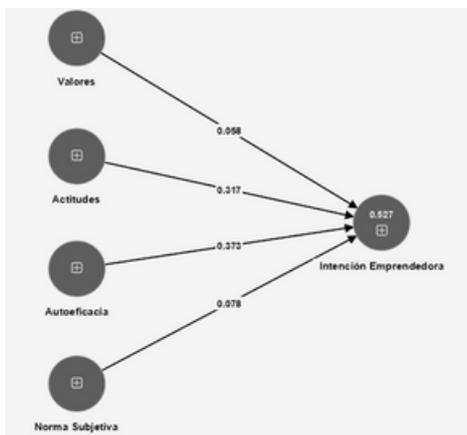 Valores
0.058
Actitudes
0.317
0.527
Intención Emprendedora
0.373
Autoeficacia
0.078
Norma Subjetiva